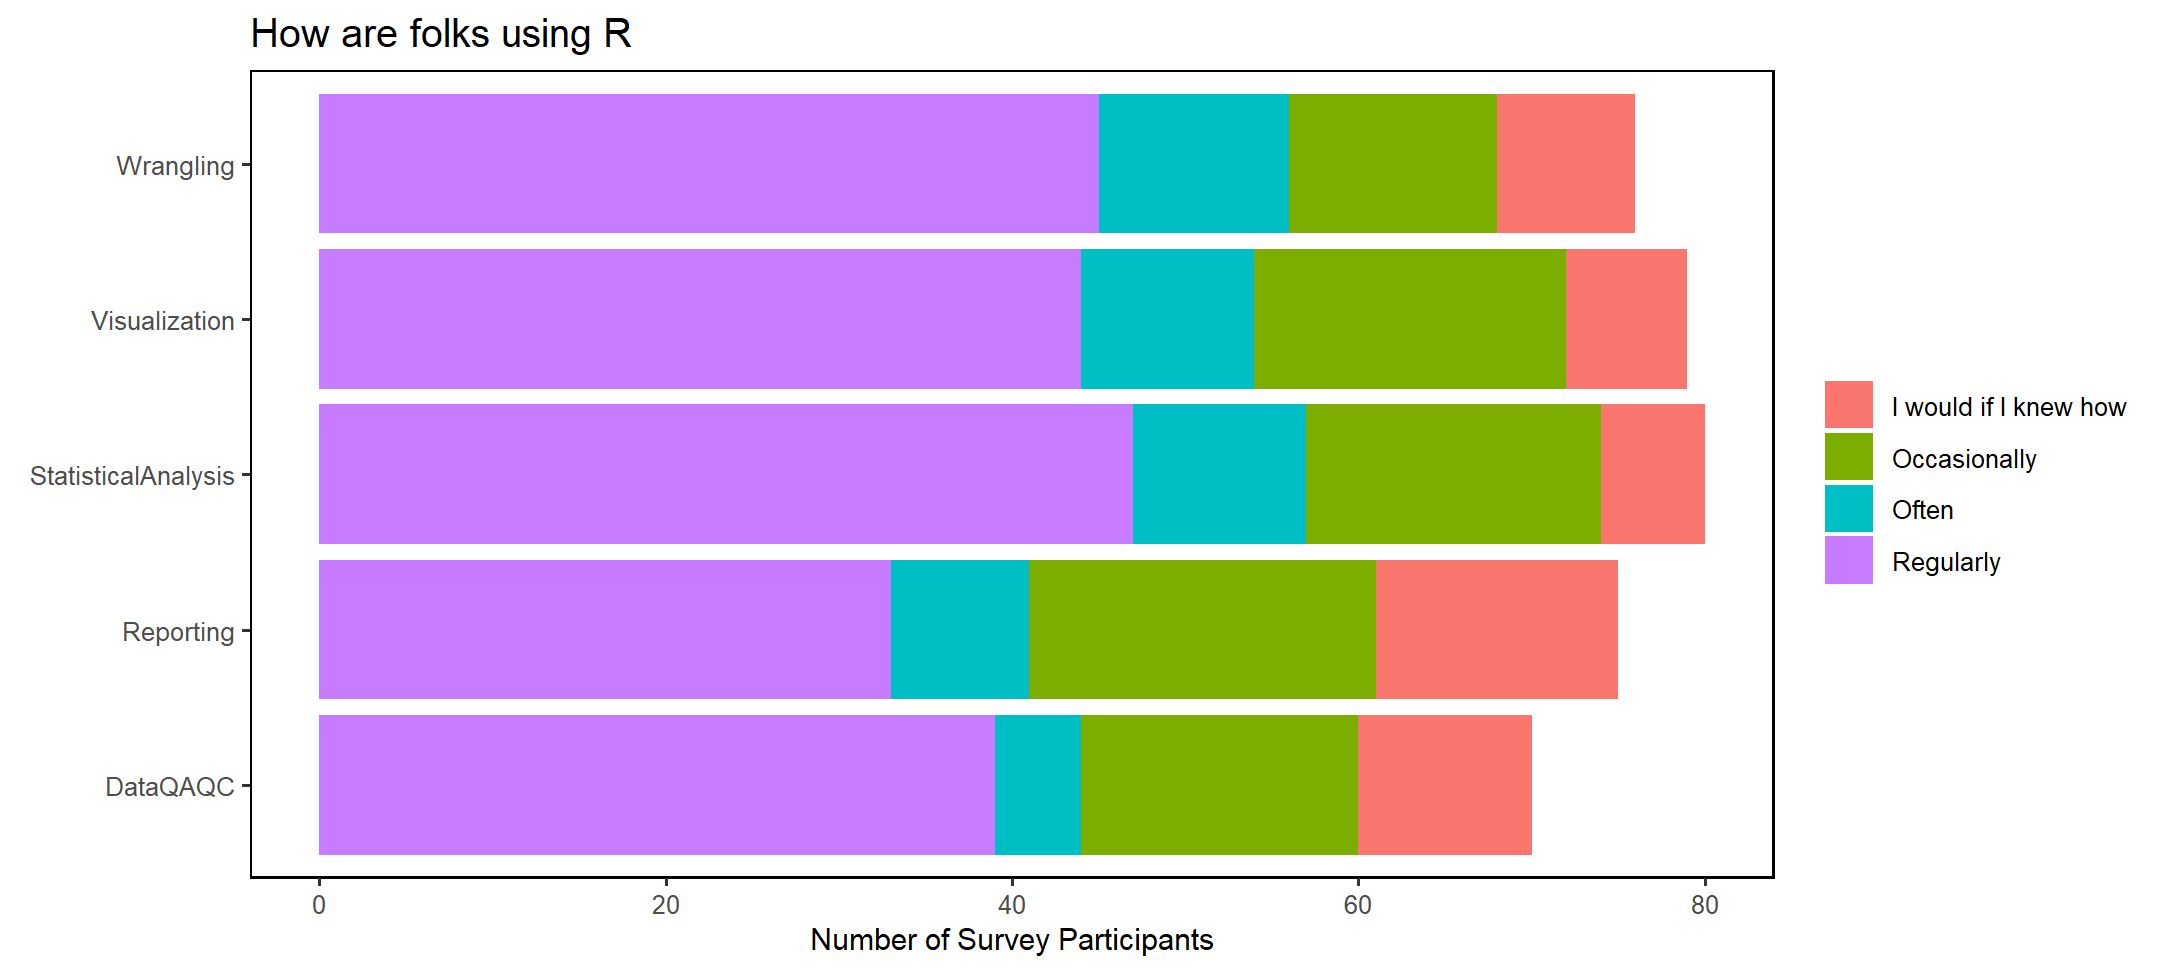 How are folks using R
Wrangling
Visualization
StatisticalAnalysis
Reporting
DataQAQC
0 20 40 60 80
Number of Survey Participants
I would if I knew how
Occasionally
Often
Regularly